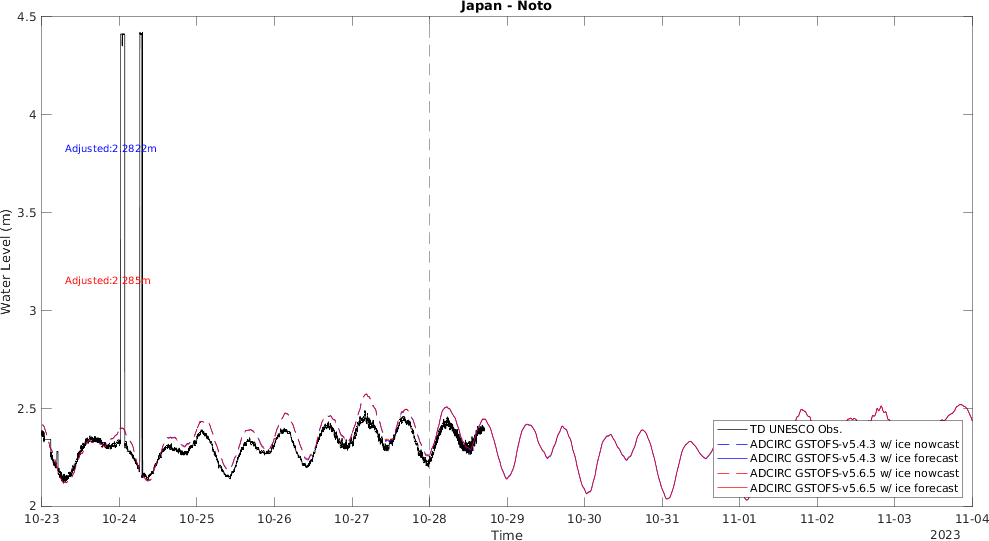 Japan - Noto
4.5
4
3.5
3
2.5
2
Water Level (m)
Adjusted:2.2822m
Adjusted:2.285m
TD UNESCO Obs.
ADCIRC GSTOFS-v5.4.3 w/ ice nowcast
ADCIRC GSTOFS-v5.4.3 w/ ice forecast
ADCIRC GSTOFS-v5.6.5 w/ ice nowcast
ADCIRC GSTOFS-v5.6.5 w/ ice forecast
10-23 10-24 10-25 10-26 10-27 10-28 10-29 10-30 10-31 11-01 11-02 11-03 11-04
Time
2023